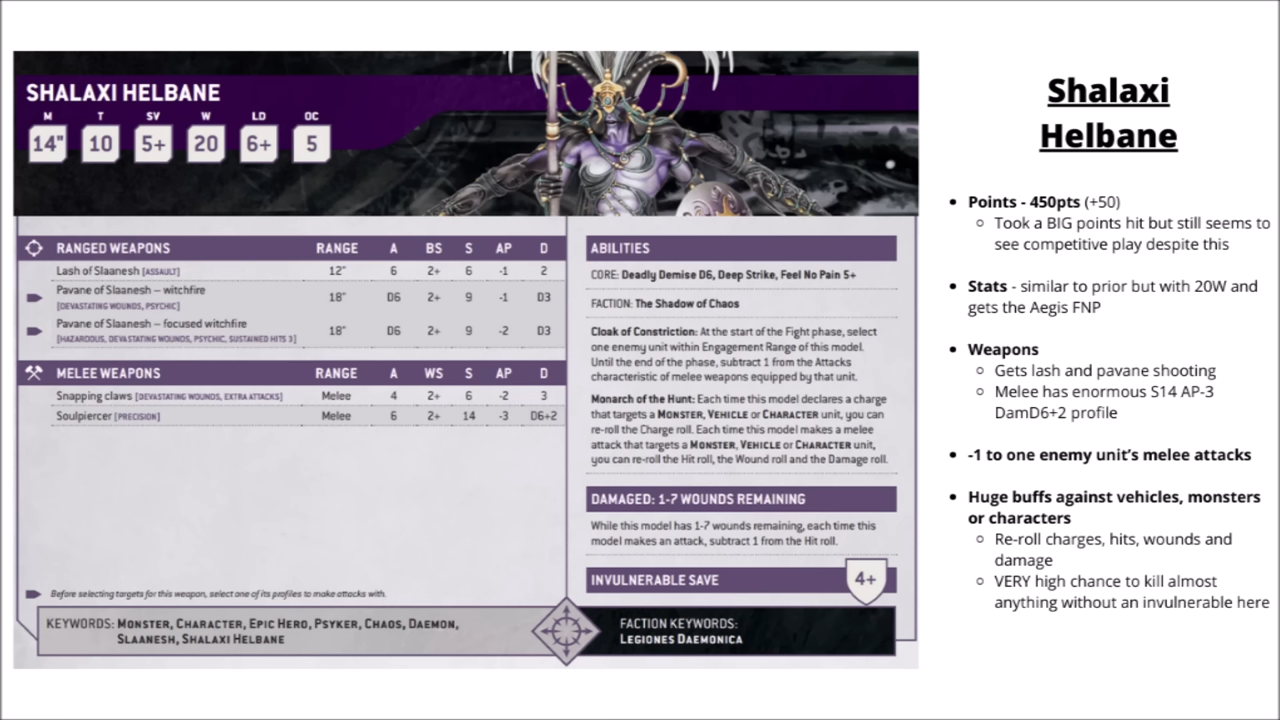 SHALAXI HELBANE
M T SV W LD OC
14" 10 5+ 20 6+ 5
RANGED WEAPONS RANGE A BS S AP D
Lash of Slaanesh [ASSAULT] 12" 6 2+ 6 -1 2
Pavane of Slaanesh – witchfire
[DEVASTATING WOUNDS, PSYCHIC] 18" D6 2+ 9 -1 D3
Pavane of Slaanesh – focused witchfire
[HAZARDOUS, DEVASTATING WOUNDS, PSYCHIC, SUSTAINED HITS 3] 18" D6 2+ 9 -2 D3
MELEE WEAPONS RANGE A WS S AP D
Snapping claws [DEVASTATING WOUNDS, EXTRA ATTACKS] Melee 4 2+ 6 -2 3
Soulpiercer [PRECISION] Melee 6 2+ 14 -3 D6+2
Before selecting targets for this weapon, select one of its profiles to make attacks with.
ABILITIES
CORE: Deadly Demise D6, Deep Strike, Feel No Pain 5+
FACTION: The Shadow of Chaos
Cloak of Constriction: At the start of the Fight phase, select
one enemy unit within Engagement Range of this model.
Until the end of the phase, subtract 1 from the Attacks
characteristic of melee weapons equipped by that unit.
Monarch of the Hunt: Each time this model declares a charge
that targets a MONSTER, VEHICLE or CHARACTER unit, you can
re-roll the Charge roll. Each time this model makes a melee
attack that targets a MONSTER, VEHICLE or CHARACTER unit,
you can re-roll the Hit roll, the Wound roll and the Damage roll.
DAMAGED: 1-7 WOUNDS REMAINING
While this model has 1-7 wounds remaining, each time this
model makes an attack, subtract 1 from the Hit roll.
INVULNERABLE SAVE 4+
KEYWORDS: MONSTER, CHARACTER, EPIC HERO, PSYKER, CHAOS, DAEMON,
SLAANESH, SHALAXI HELBANE
FACTION KEYWORDS:
LEGIONES DAEMONICA
Shalaxi
Helbane
• Points - 450pts (+50)
○ Took a BIG points hit but still seems to
see competitive play despite this
• Stats - similar to prior but with 20W and
gets the Aegis FNP
• Weapons
○ Gets lash and pavane shooting
○ Melee has enormous S14 AP-3
DamD6+2 profile
• -1 to one enemy unit's melee attacks
• Huge buffs against vehicles, monsters
or characters
○ Re-roll charges, hits, wounds and
damage
○ VERY high chance to kill almost
anything without an invulnerable here